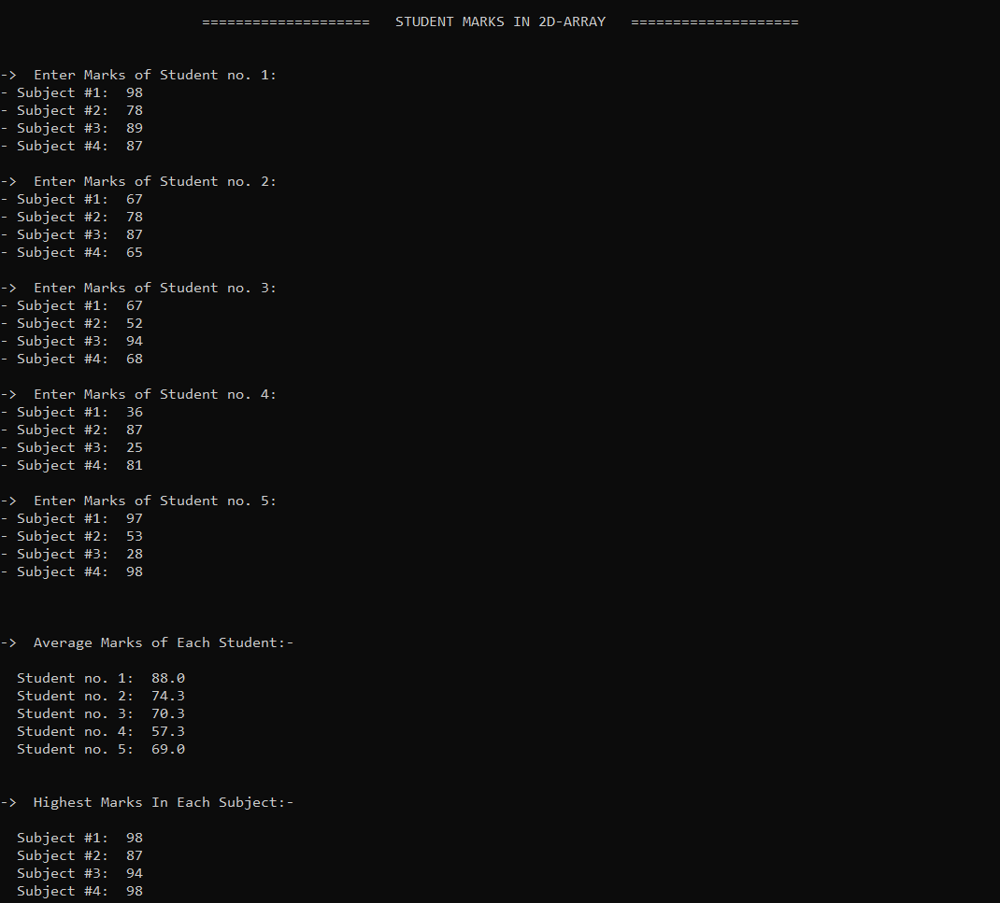 ====================   STUDENT MARKS IN 2D-ARRAY   ====================
->  Enter Marks of Student no. 1:
- Subject #1:  98
- Subject #2:  78
- Subject #3:  89
- Subject #4:  87
->  Enter Marks of Student no. 2:
- Subject #1:  67
- Subject #2:  78
- Subject #3:  87
- Subject #4:  65
->  Enter Marks of Student no. 3:
- Subject #1:  67
- Subject #2:  52
- Subject #3:  94
- Subject #4:  68
->  Enter Marks of Student no. 4:
- Subject #1:  36
- Subject #2:  87
- Subject #3:  25
- Subject #4:  81
->  Enter Marks of Student no. 5:
- Subject #1:  97
- Subject #2:  53
- Subject #3:  28
- Subject #4:  98
->  Average Marks of Each Student:-
Student no. 1:  88.0
Student no. 2:  74.3
Student no. 3:  70.3
Student no. 4:  57.3
Student no. 5:  69.0
->  Highest Marks In Each Subject:-
Subject #1:  98
Subject #2:  87
Subject #3:  94
Subject #4:  98